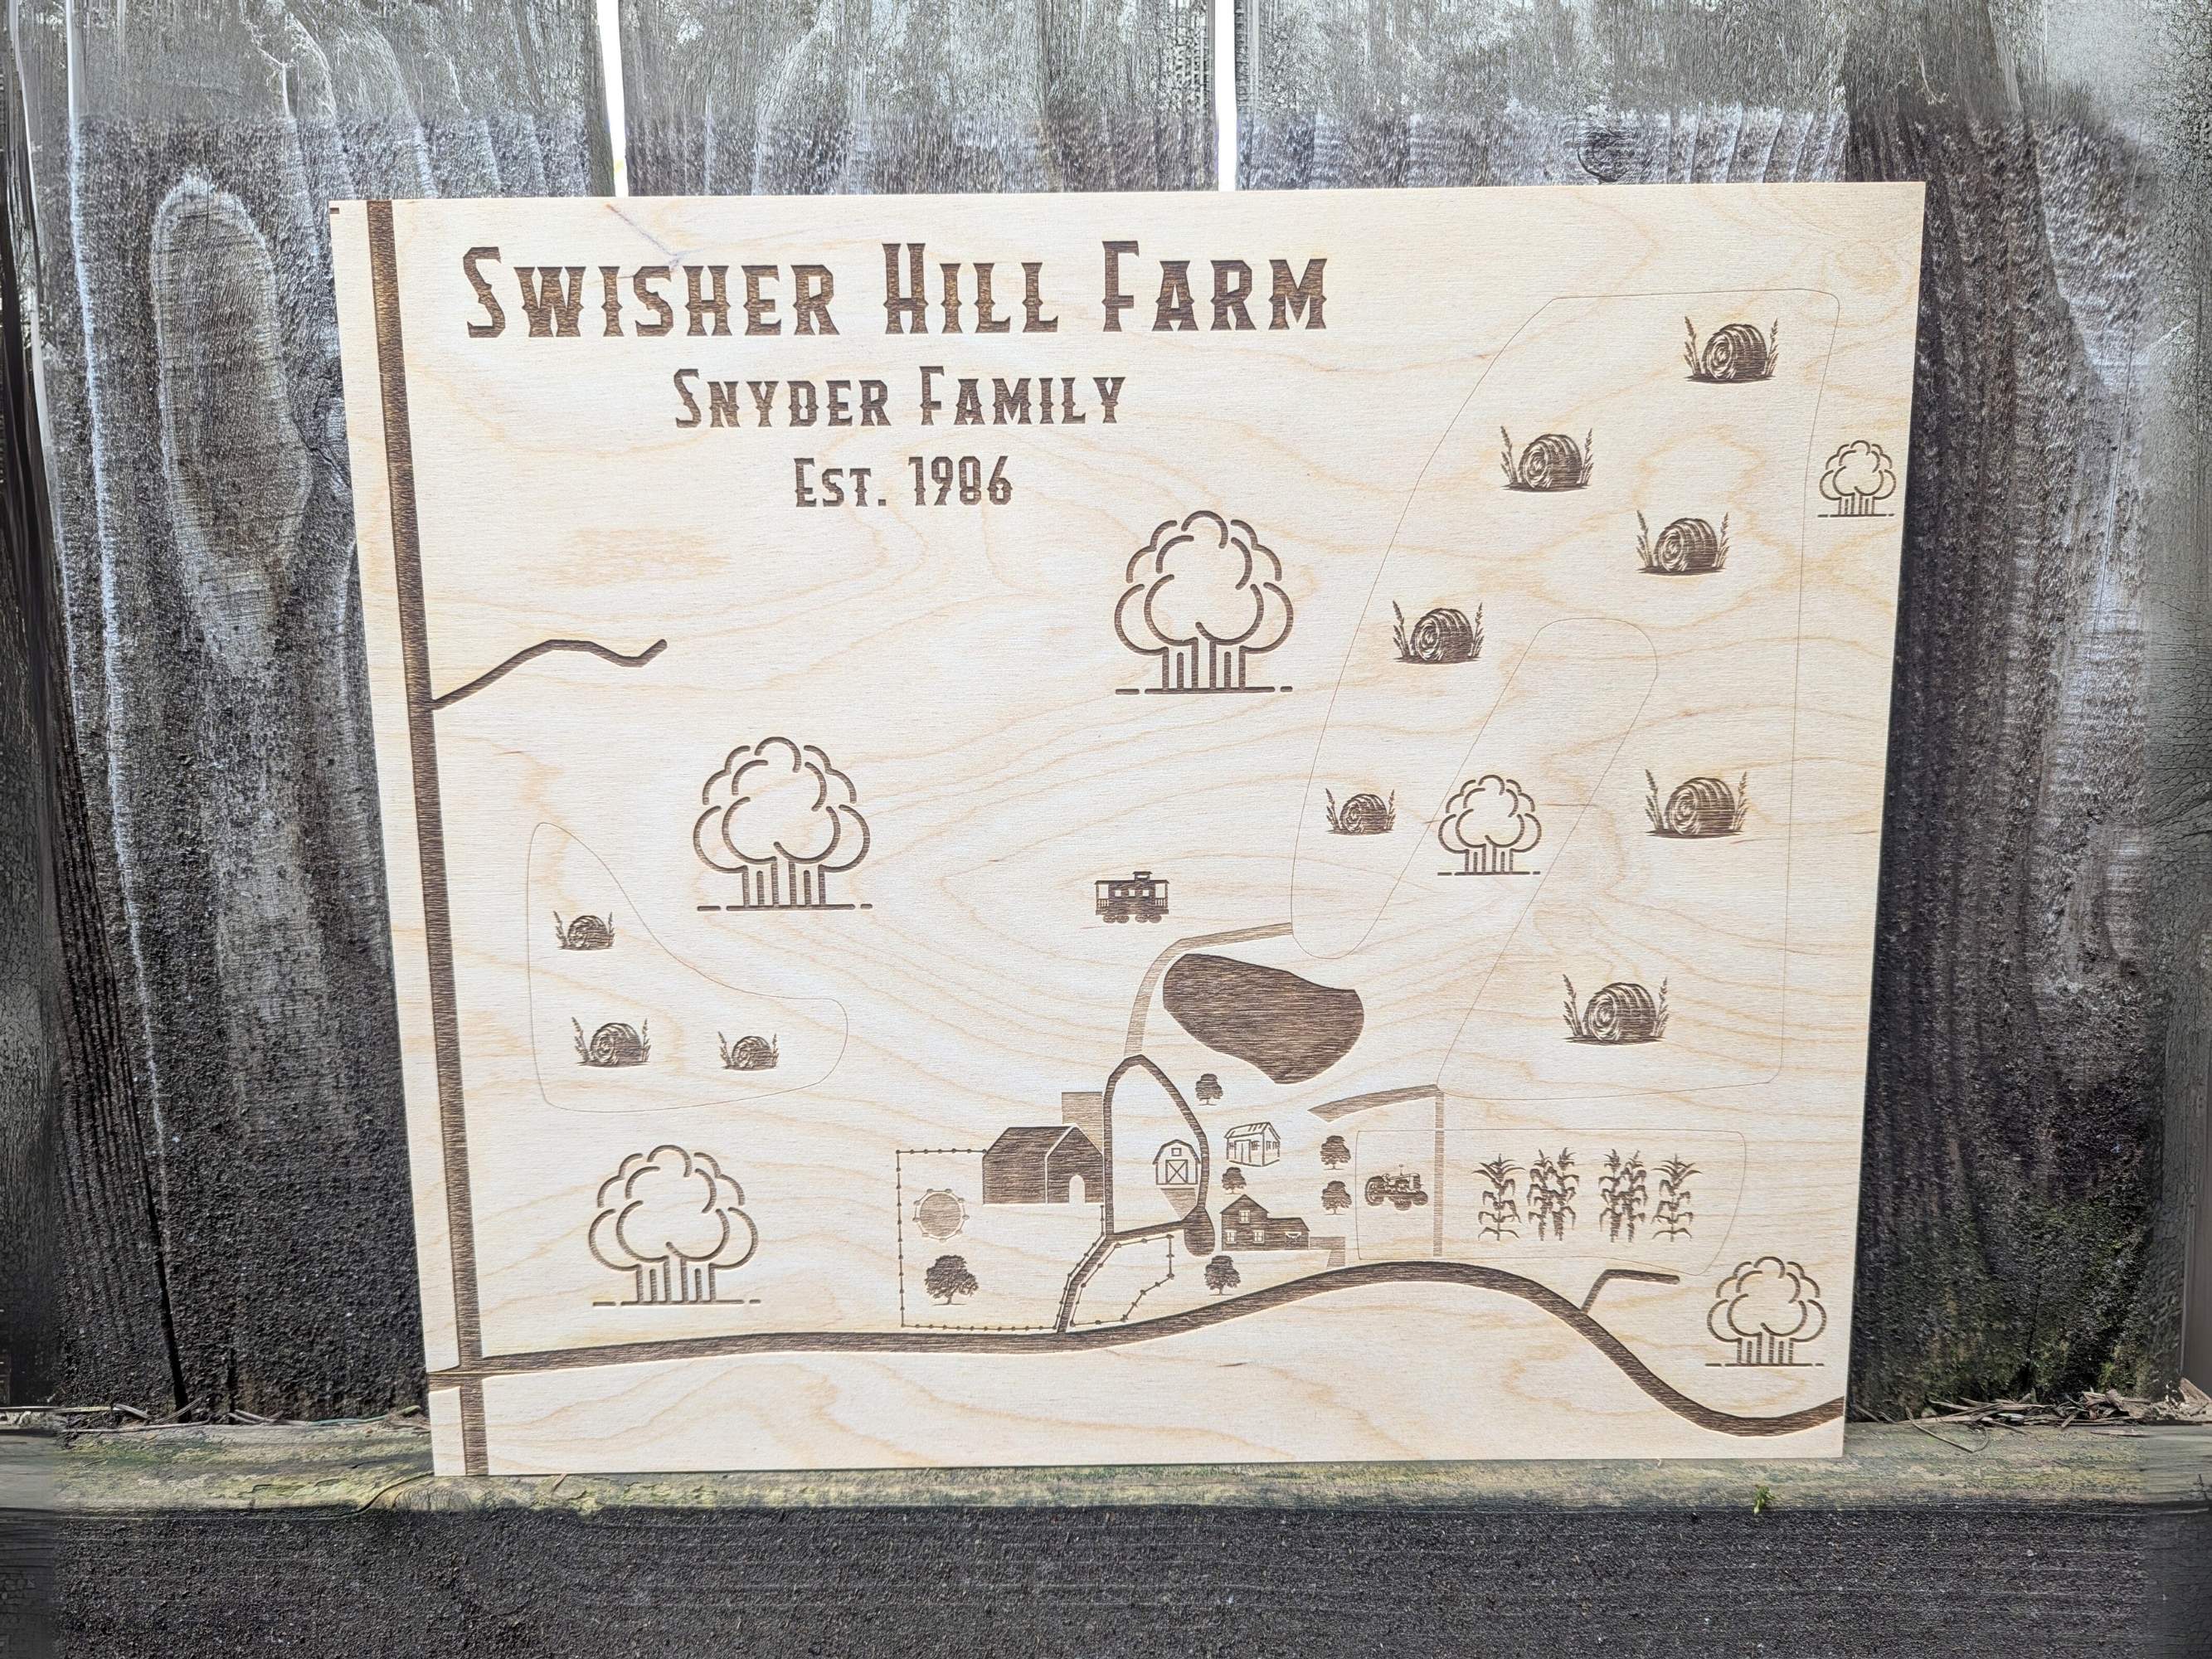 Swisher Hill Farm
Snyder Family
Est. 1986